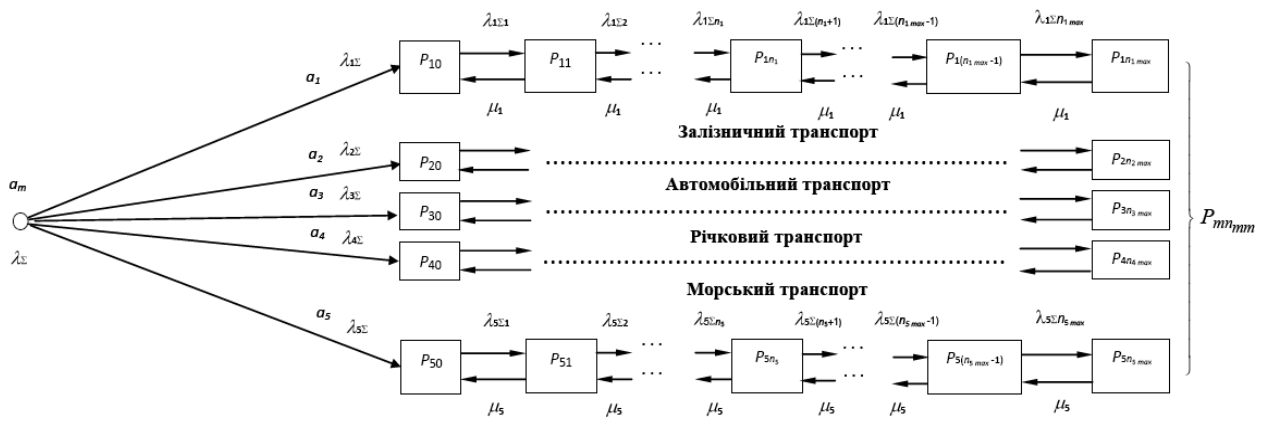 λ1Σ1 λ1Σ2 ... λ1Σn1 λ1Σ(n1+1) ... λ1Σ(n1 max-1) λ1Σn1 max
a1 λ1Σ P10 P11 ... P1n1 ... P1(n1 max-1) P1n1 max
μ1 μ1 μ1 μ1 μ1 μ1
Залізничний транспорт
a2 λ2Σ P20 P2n2 max
Автомобільний транспорт
am a3 λ3Σ P30 P3n3 max Pmnmm
Річковий транспорт
λΣ a4 λ4Σ P40 P4n4 max
Морський транспорт
a5 λ5Σ λ5Σ1 λ5Σ2 ... λ5Σn5 λ5Σ(n5+1) ... λ5Σ(n5 max-1) λ5Σn5 max
P50 P51 ... P5n5 ... P5(n5 max-1) P5n5 max
μ5 μ5 μ5 μ5 μ5 μ5